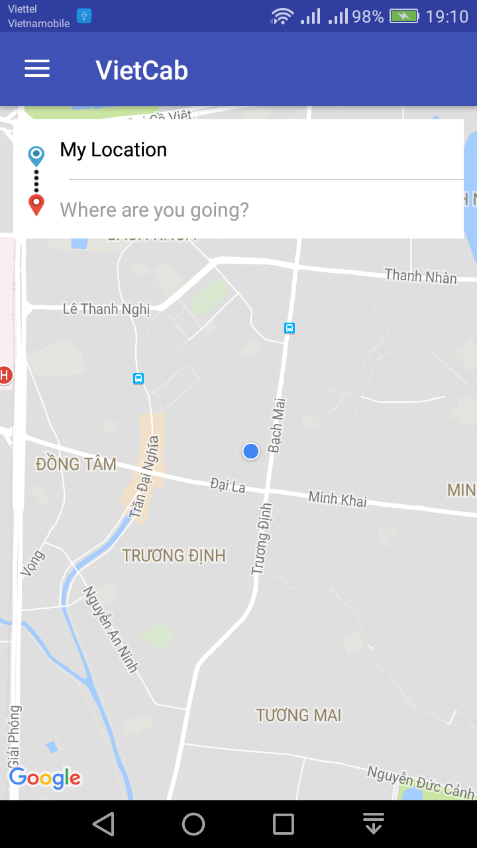 Viettel
Vietnamobile
98%
19:10
VietCab
My Location
Where are you going?
Thanh Nhàn
Lê Thanh Nghị
H
Bạch Mai
ĐỒNG TÂM
Trần Đại Nghĩa
Đại La
Minh Khai
MIN
Trương Định
TRƯƠNG ĐỊNH
Vọng
Nguyễn An Ninh
TƯƠNG MAI
Giải Phóng
Google
Nguyễn Đức Cảnh